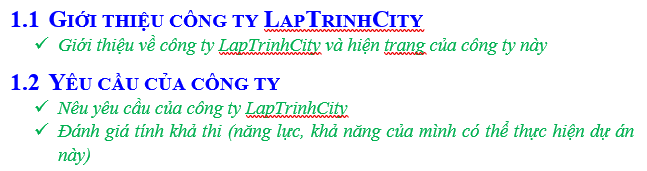 1.1 GIỚI THIỆU CÔNG TY LAPTRINHCITY
✓ Giới thiệu về công ty LapTrinhCity và hiện trạng của công ty này
1.2 YÊU CẦU CỦA CÔNG TY
✓ Nêu yêu cầu của công ty LapTrinhCity
✓ Đánh giá tính khả thi (năng lực, khả năng của mình có thể thực hiện dự án
này)